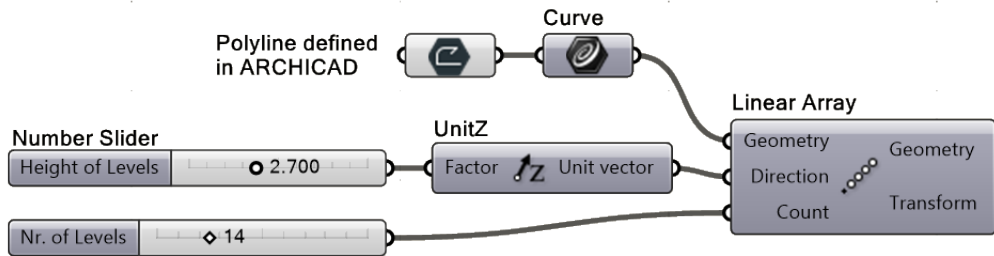 Curve
Polyline defined
in ARCHICAD
Linear Array
Number Slider
UnitZ
Height of Levels 2.700
Factor Z Unit vector
Geometry Geometry
Direction
Count Transform
Nr. of Levels 14